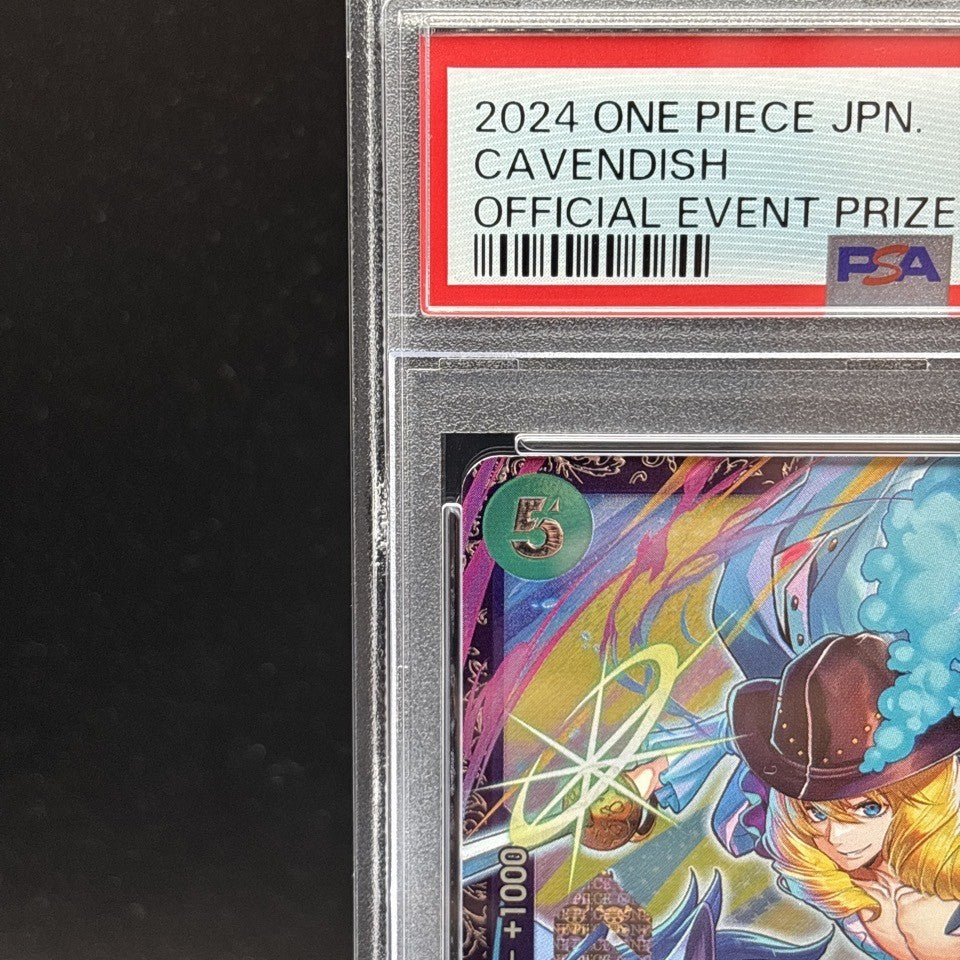 2024 ONE PIECE JPN.
CAVENDISH
OFFICIAL EVENT PRIZE
PSA
5
+1000